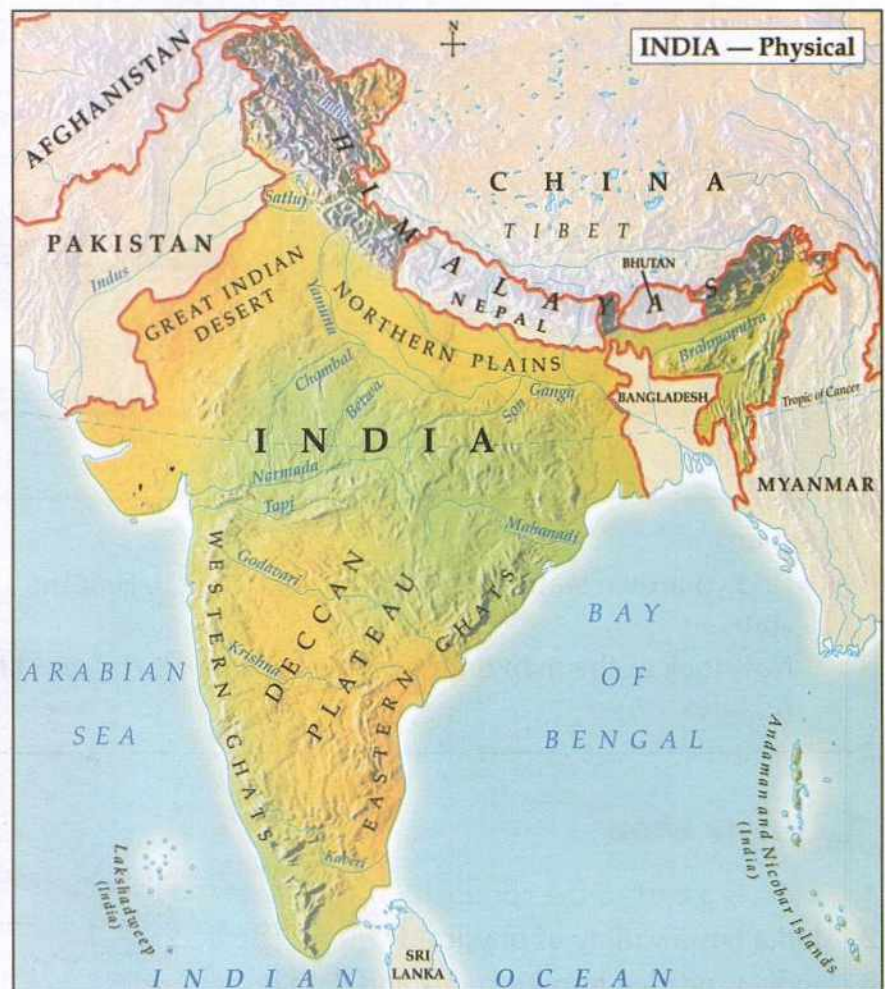 N
INDIA — Physical
AFGHANISTAN
Indus
HIMALAYAS
CHINA
TIBET
Satluj
PAKISTAN
BHUTAN
Indus
GREAT INDIAN
DESERT
Yamuna
NORTHERN PLAINS
NEPAL
Brahmaputra
Chambal
Betwa
Son
Ganga
BANGLADESH
Tropic of Cancer
INDIA
Narmada
MYANMAR
Tapi
Mahanadi
WESTERN GHATS
Godavari
DECCAN
PLATEAU
EASTERN GHATS
Krishna
BAY
OF
BENGAL
ARABIAN
SEA
Andaman and Nicobar Islands
(India)
Kaveri
Lakshadweep
(India)
SRI
LANKA
INDIAN OCEAN